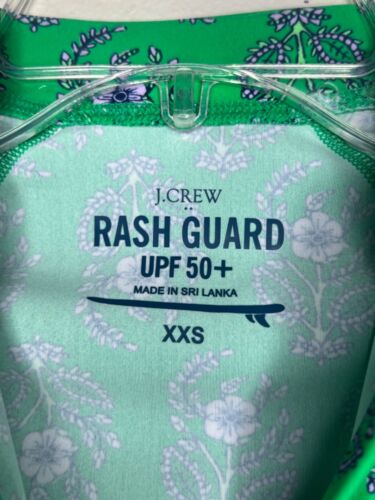 J.CREW
RASH GUARD
UPF 50+
MADE IN SRI LANKA
XXS